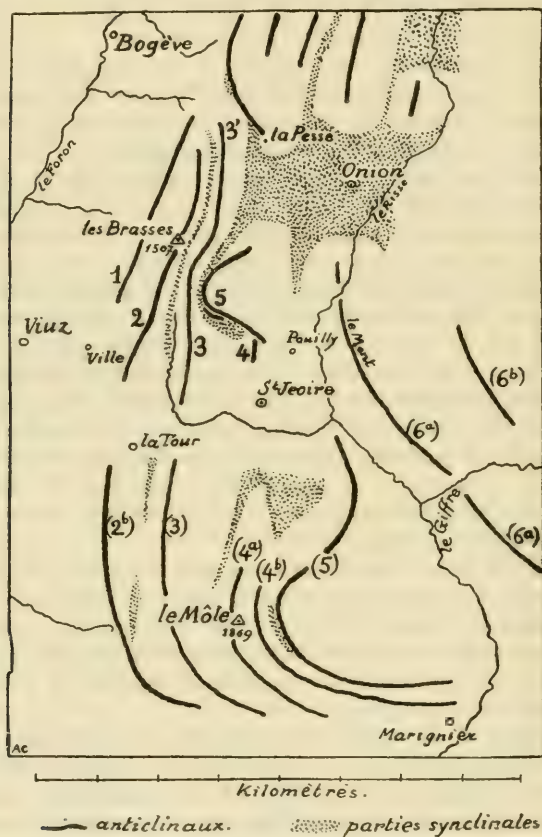 Bogève
le Foron
3'
la Pesse
Onion
le Risse
les Brasses
1507
1
2
5
Viuz
Ville
3
4
Pouilly
le Mont
(6b)
St Jeoire
(6a)
la Tour
(2b)
(3)
(4a)
(4b)
(5)
le Giffre
(6a)
le Môle
1869
Marignier
AC
Kilomètrés.
anticlinaux.
parties synclinales